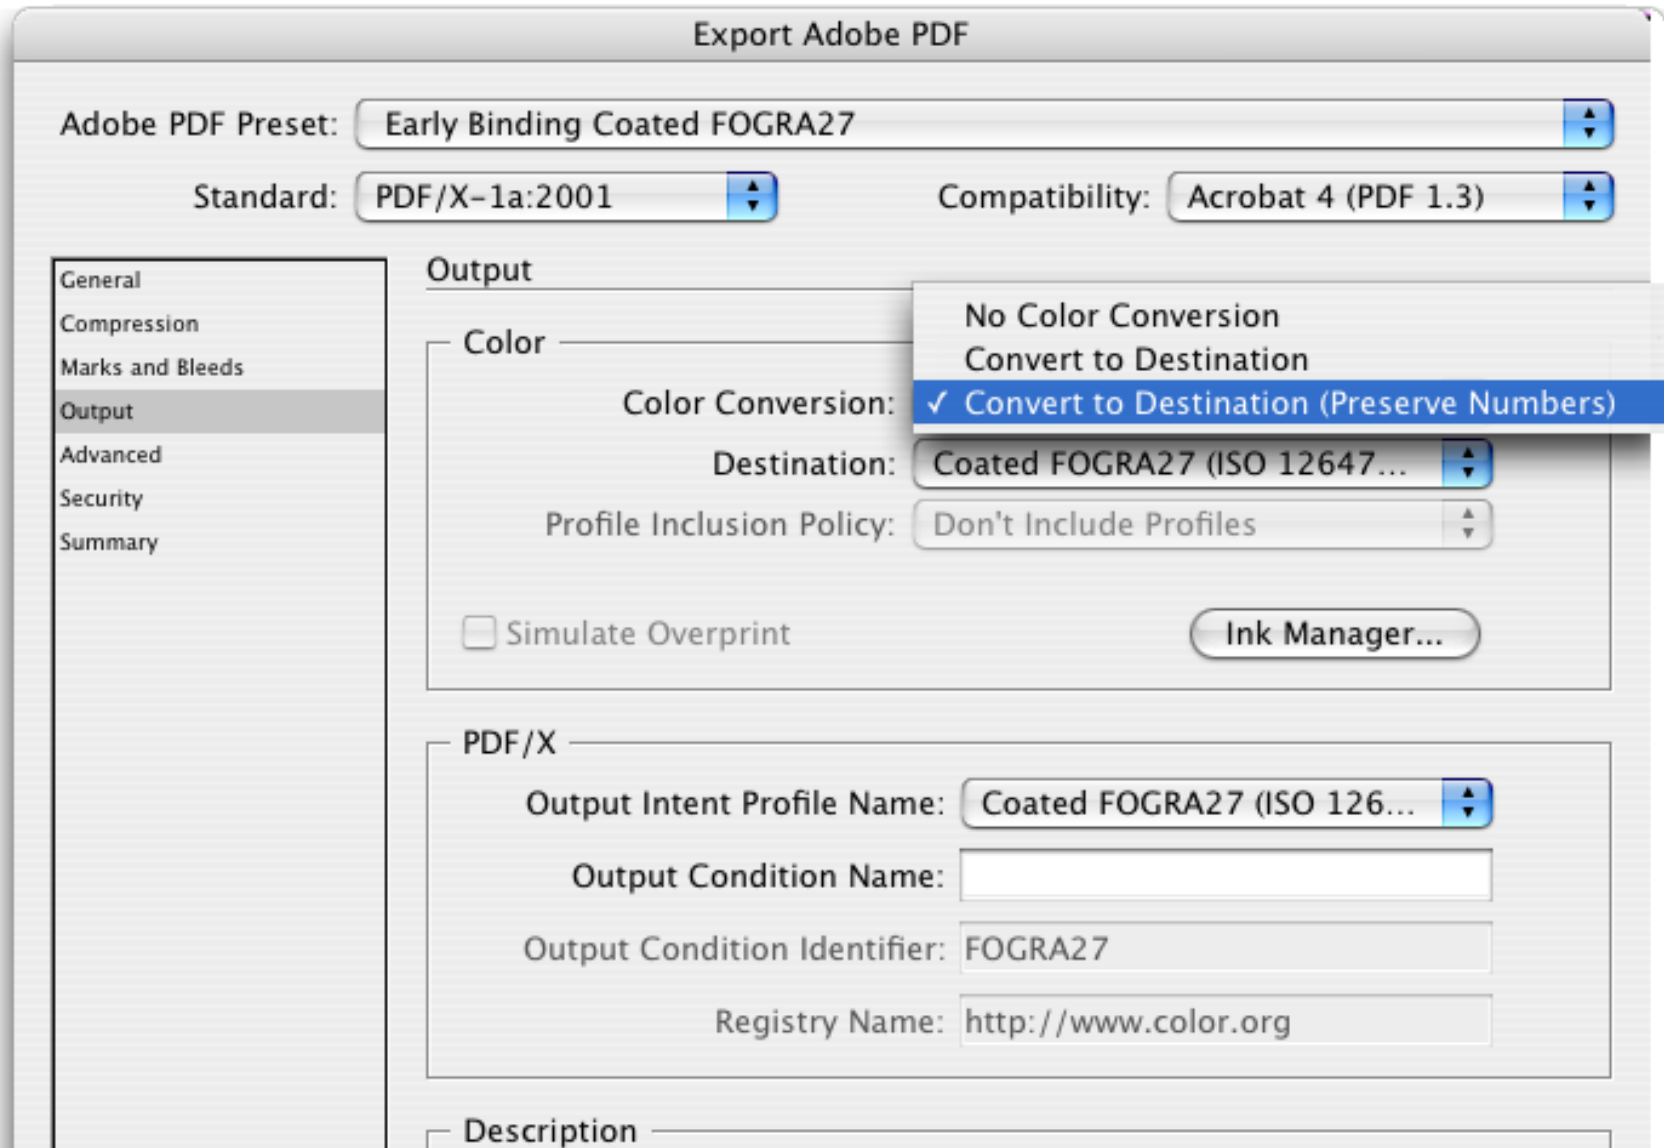 Export Adobe PDF
Adobe PDF Preset: Early Binding Coated FOGRA27
Standard: PDF/X-1a:2001 Compatibility: Acrobat 4 (PDF 1.3)
General
Compression
Marks and Bleeds
Output
Advanced
Security
Summary
Output
Color
No Color Conversion
Convert to Destination
Color Conversion: ✓ Convert to Destination (Preserve Numbers)
Destination: Coated FOGRA27 (ISO 12647...
Profile Inclusion Policy: Don't Include Profiles
Simulate Overprint Ink Manager...
PDF/X
Output Intent Profile Name: Coated FOGRA27 (ISO 126...
Output Condition Name:
Output Condition Identifier: FOGRA27
Registry Name: http://www.color.org
Description